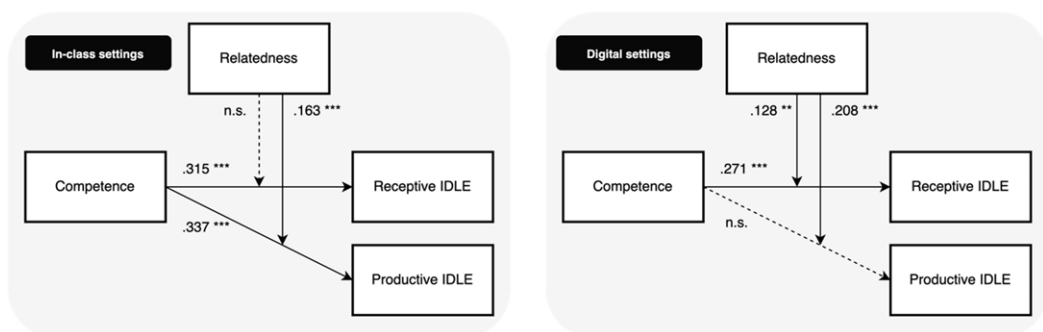 In-class settings
Relatedness
n.s.
.163 ***
.315 ***
Competence
Receptive IDLE
.337 ***
Productive IDLE
Digital settings
Relatedness
.128 **
.208 ***
.271 ***
Competence
Receptive IDLE
n.s.
Productive IDLE